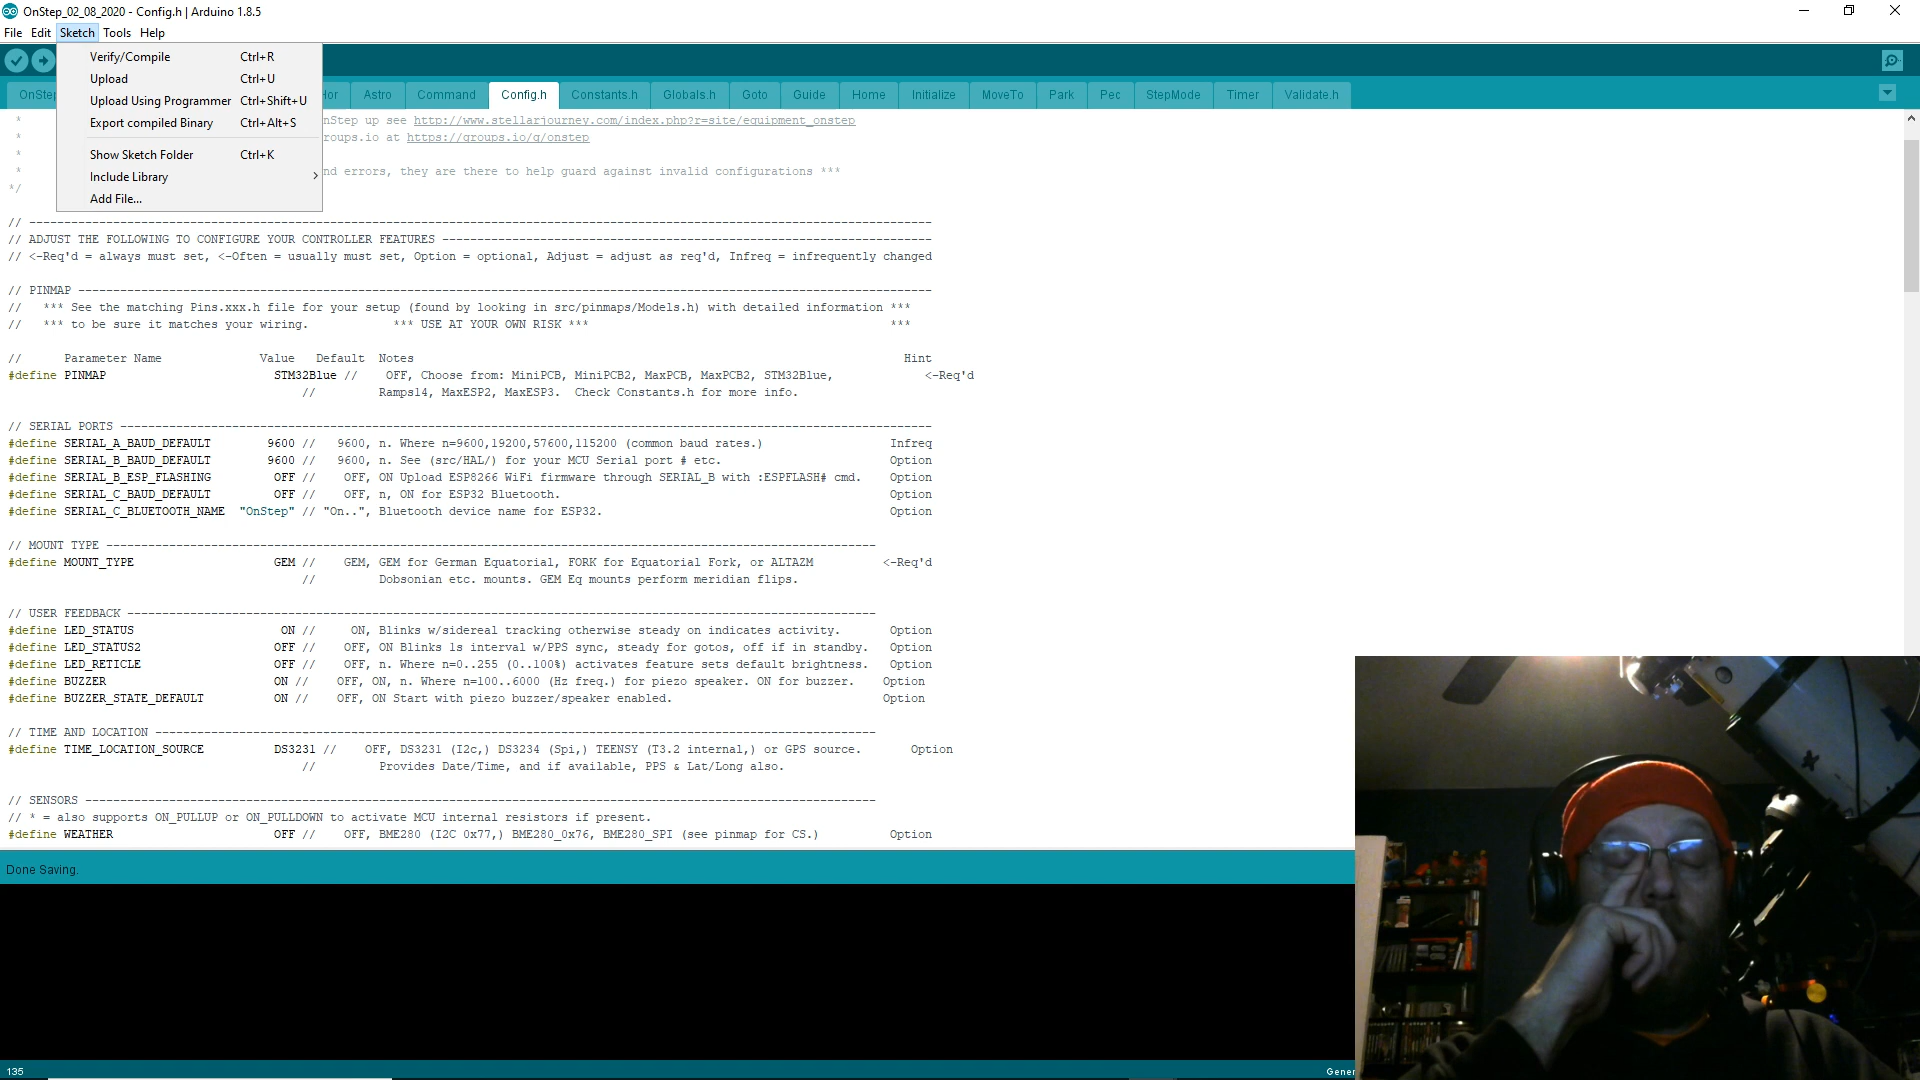 OnStep_02_08_2020 - Config.h | Arduino 1.8.5
File Edit Sketch Tools Help
Verify/Compile Ctrl+R
Upload Ctrl+U
Upload Using Programmer Ctrl+Shift+U
Export compiled Binary Ctrl+Alt+S
Show Sketch Folder Ctrl+K
Include Library
Add File...
Astro Command Config.h Constants.h Globals.h Goto Guide Home Initialize MoveTo Park Pec StepMode Timer Validate.h
* nStep up see http://www.stellarjourney.com/index.php?r=site/equipment_onstep
* roups.io at https://groups.io/g/onstep
*
* nd errors, they are there to help guard against invalid configurations ***
*/
// ---------------------------------------------------------------------------------------------------------------------------------
// ADJUST THE FOLLOWING TO CONFIGURE YOUR CONTROLLER FEATURES ----------------------------------------------------------------------
// <-Req'd = always must set, <-Often = usually must set, Option = optional, Adjust = adjust as req'd, Infreq = infrequently changed
// PINMAP --------------------------------------------------------------------------------------------------------------------------
// *** See the matching Pins.xxx.h file for your setup (found by looking in src/pinmaps/Models.h) with detailed information ***
// *** to be sure it matches your wiring. *** USE AT YOUR OWN RISK *** ***
// Parameter Name Value Default Notes Hint
#define PINMAP STM32Blue // OFF, Choose from: MiniPCB, MiniPCB2, MaxPCB, MaxPCB2, STM32Blue, <-Req'd
// Ramps14, MaxESP2, MaxESP3. Check Constants.h for more info.
// SERIAL PORTS --------------------------------------------------------------------------------------------------------------------
#define SERIAL_A_BAUD_DEFAULT 9600 // 9600, n. Where n=9600,19200,57600,115200 (common baud rates.) Infreq
#define SERIAL_B_BAUD_DEFAULT 9600 // 9600, n. See (src/HAL/) for your MCU Serial port # etc. Option
#define SERIAL_B_ESP_FLASHING OFF // OFF, ON Upload ESP8266 WiFi firmware through SERIAL_B with :ESPFLASH# cmd. Option
#define SERIAL_C_BAUD_DEFAULT OFF // OFF, n, ON for ESP32 Bluetooth. Option
#define SERIAL_C_BLUETOOTH_NAME "OnStep" // "On..", Bluetooth device name for ESP32. Option
// MOUNT TYPE --------------------------------------------------------------------------------------------------------------
#define MOUNT_TYPE GEM // GEM, GEM for German Equatorial, FORK for Equatorial Fork, or ALTAZM <-Req'd
// Dobsonian etc. mounts. GEM Eq mounts perform meridian flips.
// USER FEEDBACK -----------------------------------------------------------------------------------------------------------
#define LED_STATUS ON // ON, Blinks w/sidereal tracking otherwise steady on indicates activity. Option
#define LED_STATUS2 OFF // OFF, ON Blinks 1s interval w/PPS sync, steady for gotos, off if in standby. Option
#define LED_RETICLE OFF // OFF, n. Where n=0..255 (0..100%) activates feature sets default brightness. Option
#define BUZZER ON // OFF, ON, n. Where n=100..6000 (Hz freq.) for piezo speaker. ON for buzzer. Option
#define BUZZER_STATE_DEFAULT ON // OFF, ON Start with piezo buzzer/speaker enabled. Option
// TIME AND LOCATION -------------------------------------------------------------------------------------------------------
#define TIME_LOCATION_SOURCE DS3231 // OFF, DS3231 (I2c,) DS3234 (Spi,) TEENSY (T3.2 internal,) or GPS source. Option
// Provides Date/Time, and if available, PPS & Lat/Long also.
// SENSORS -----------------------------------------------------------------------------------------------------------------
// * = also supports ON_PULLUP or ON_PULLDOWN to activate MCU internal resistors if present.
#define WEATHER OFF // OFF, BME280 (I2C 0x77,) BME280_0x76, BME280_SPI (see pinmap for CS.) Option
Done Saving.
135 Gener